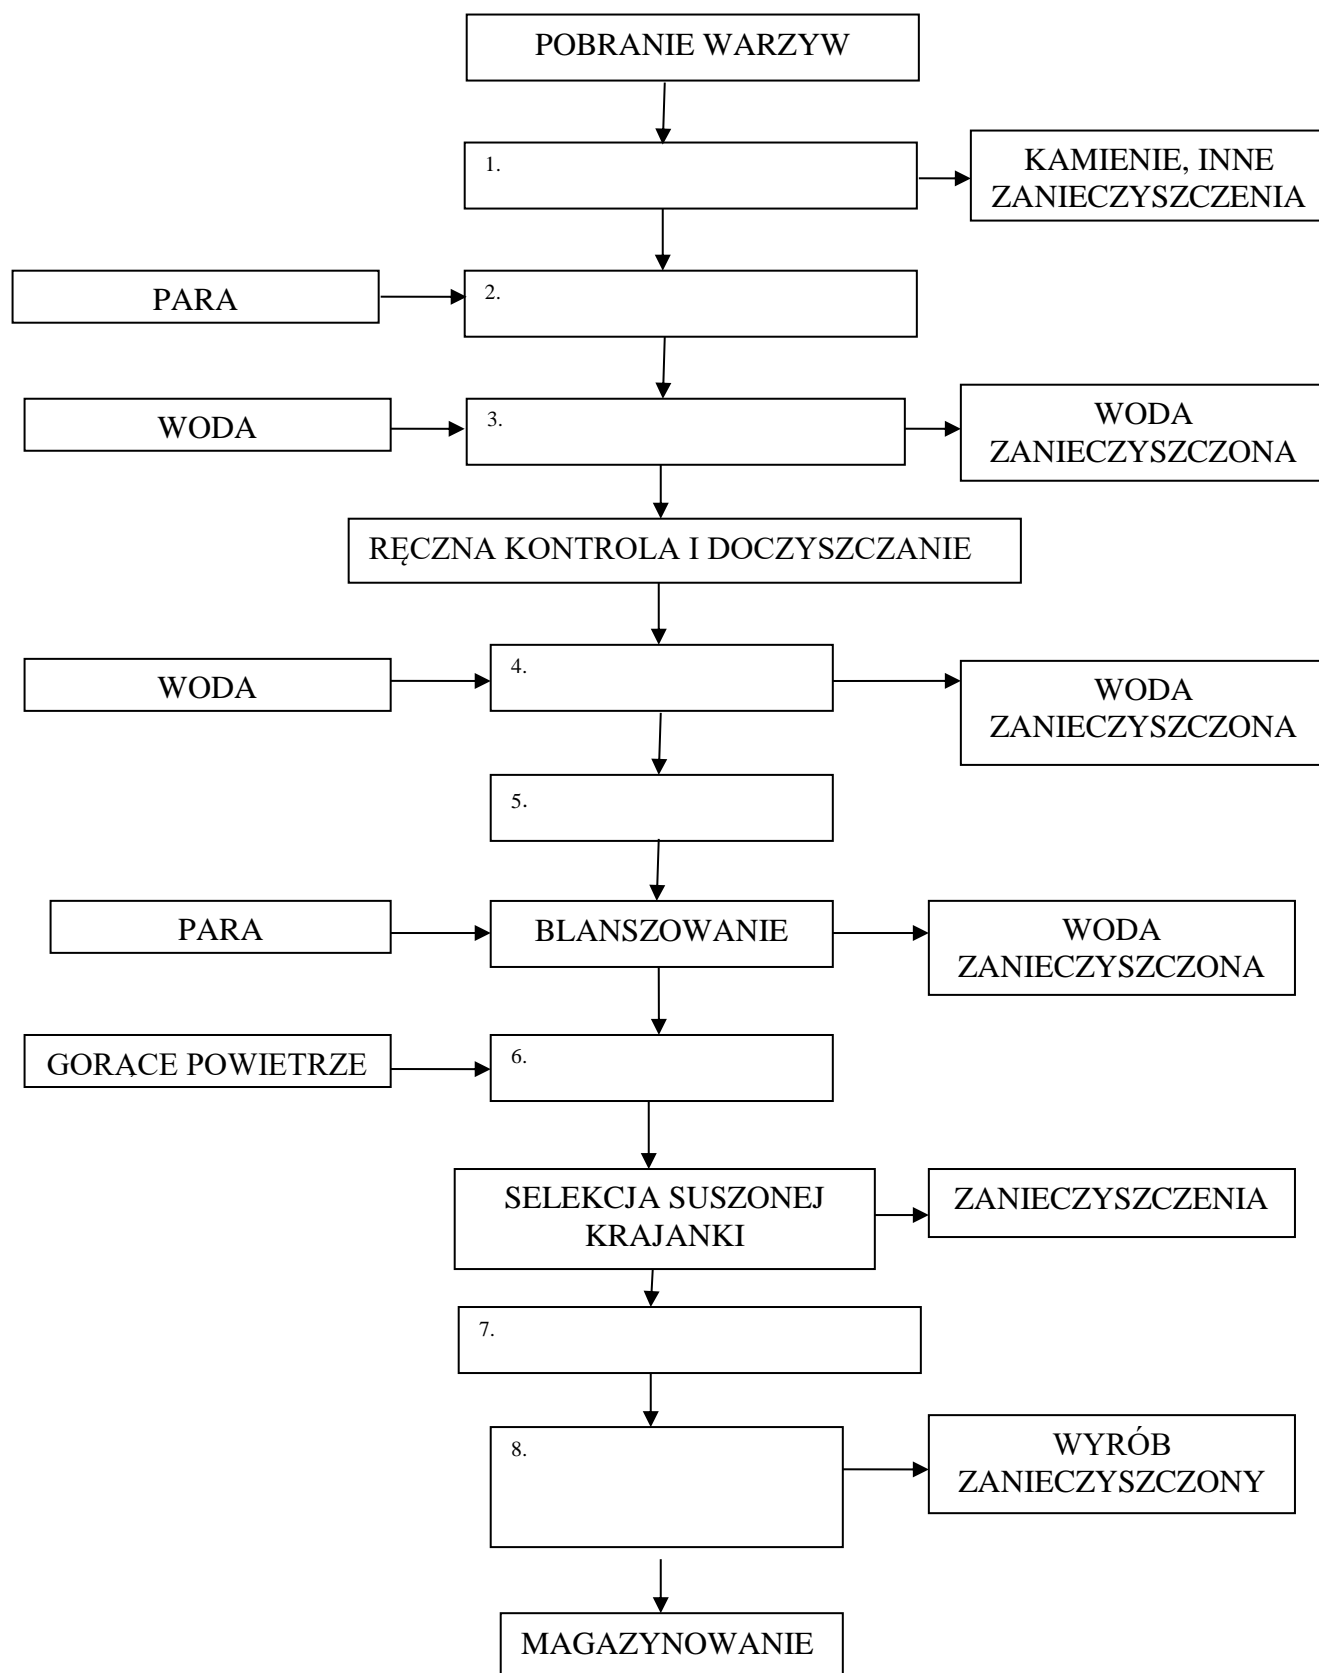 POBRANIE WARZYW
1.
KAMIENIE, INNE
ZANIECZYSZCZENIA
PARA
2.
WODA
3.
WODA
ZANIECZYSZCZONA
RĘCZNA KONTROLA I DOCZYSZCZANIE
WODA
4.
WODA
ZANIECZYSZCZONA
5.
PARA
BLANSZOWANIE
WODA
ZANIECZYSZCZONA
GORĄCE POWIETRZE
6.
SELEKCJA SUSZONEJ
KRAJANKI
ZANIECZYSZCZENIA
7.
8.
WYRÓB
ZANIECZYSZCZONY
MAGAZYNOWANIE